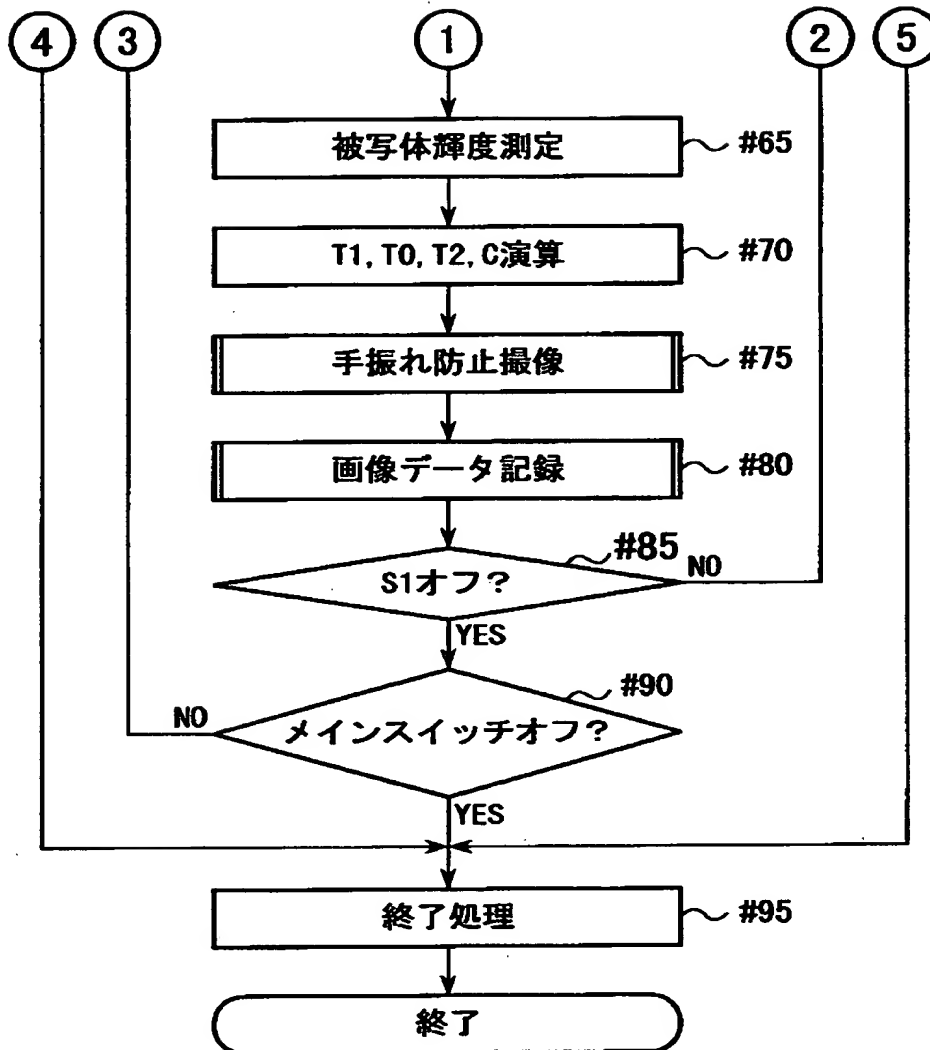 4 3 1 2 5
被写体輝度測定 #65
T1, T0, T2, C演算 #70
手振れ防止撮像 #75
画像データ記録 #80
#85
S1オフ? NO
YES
#90
NO メインスイッチオフ?
YES
終了処理 #95
終了